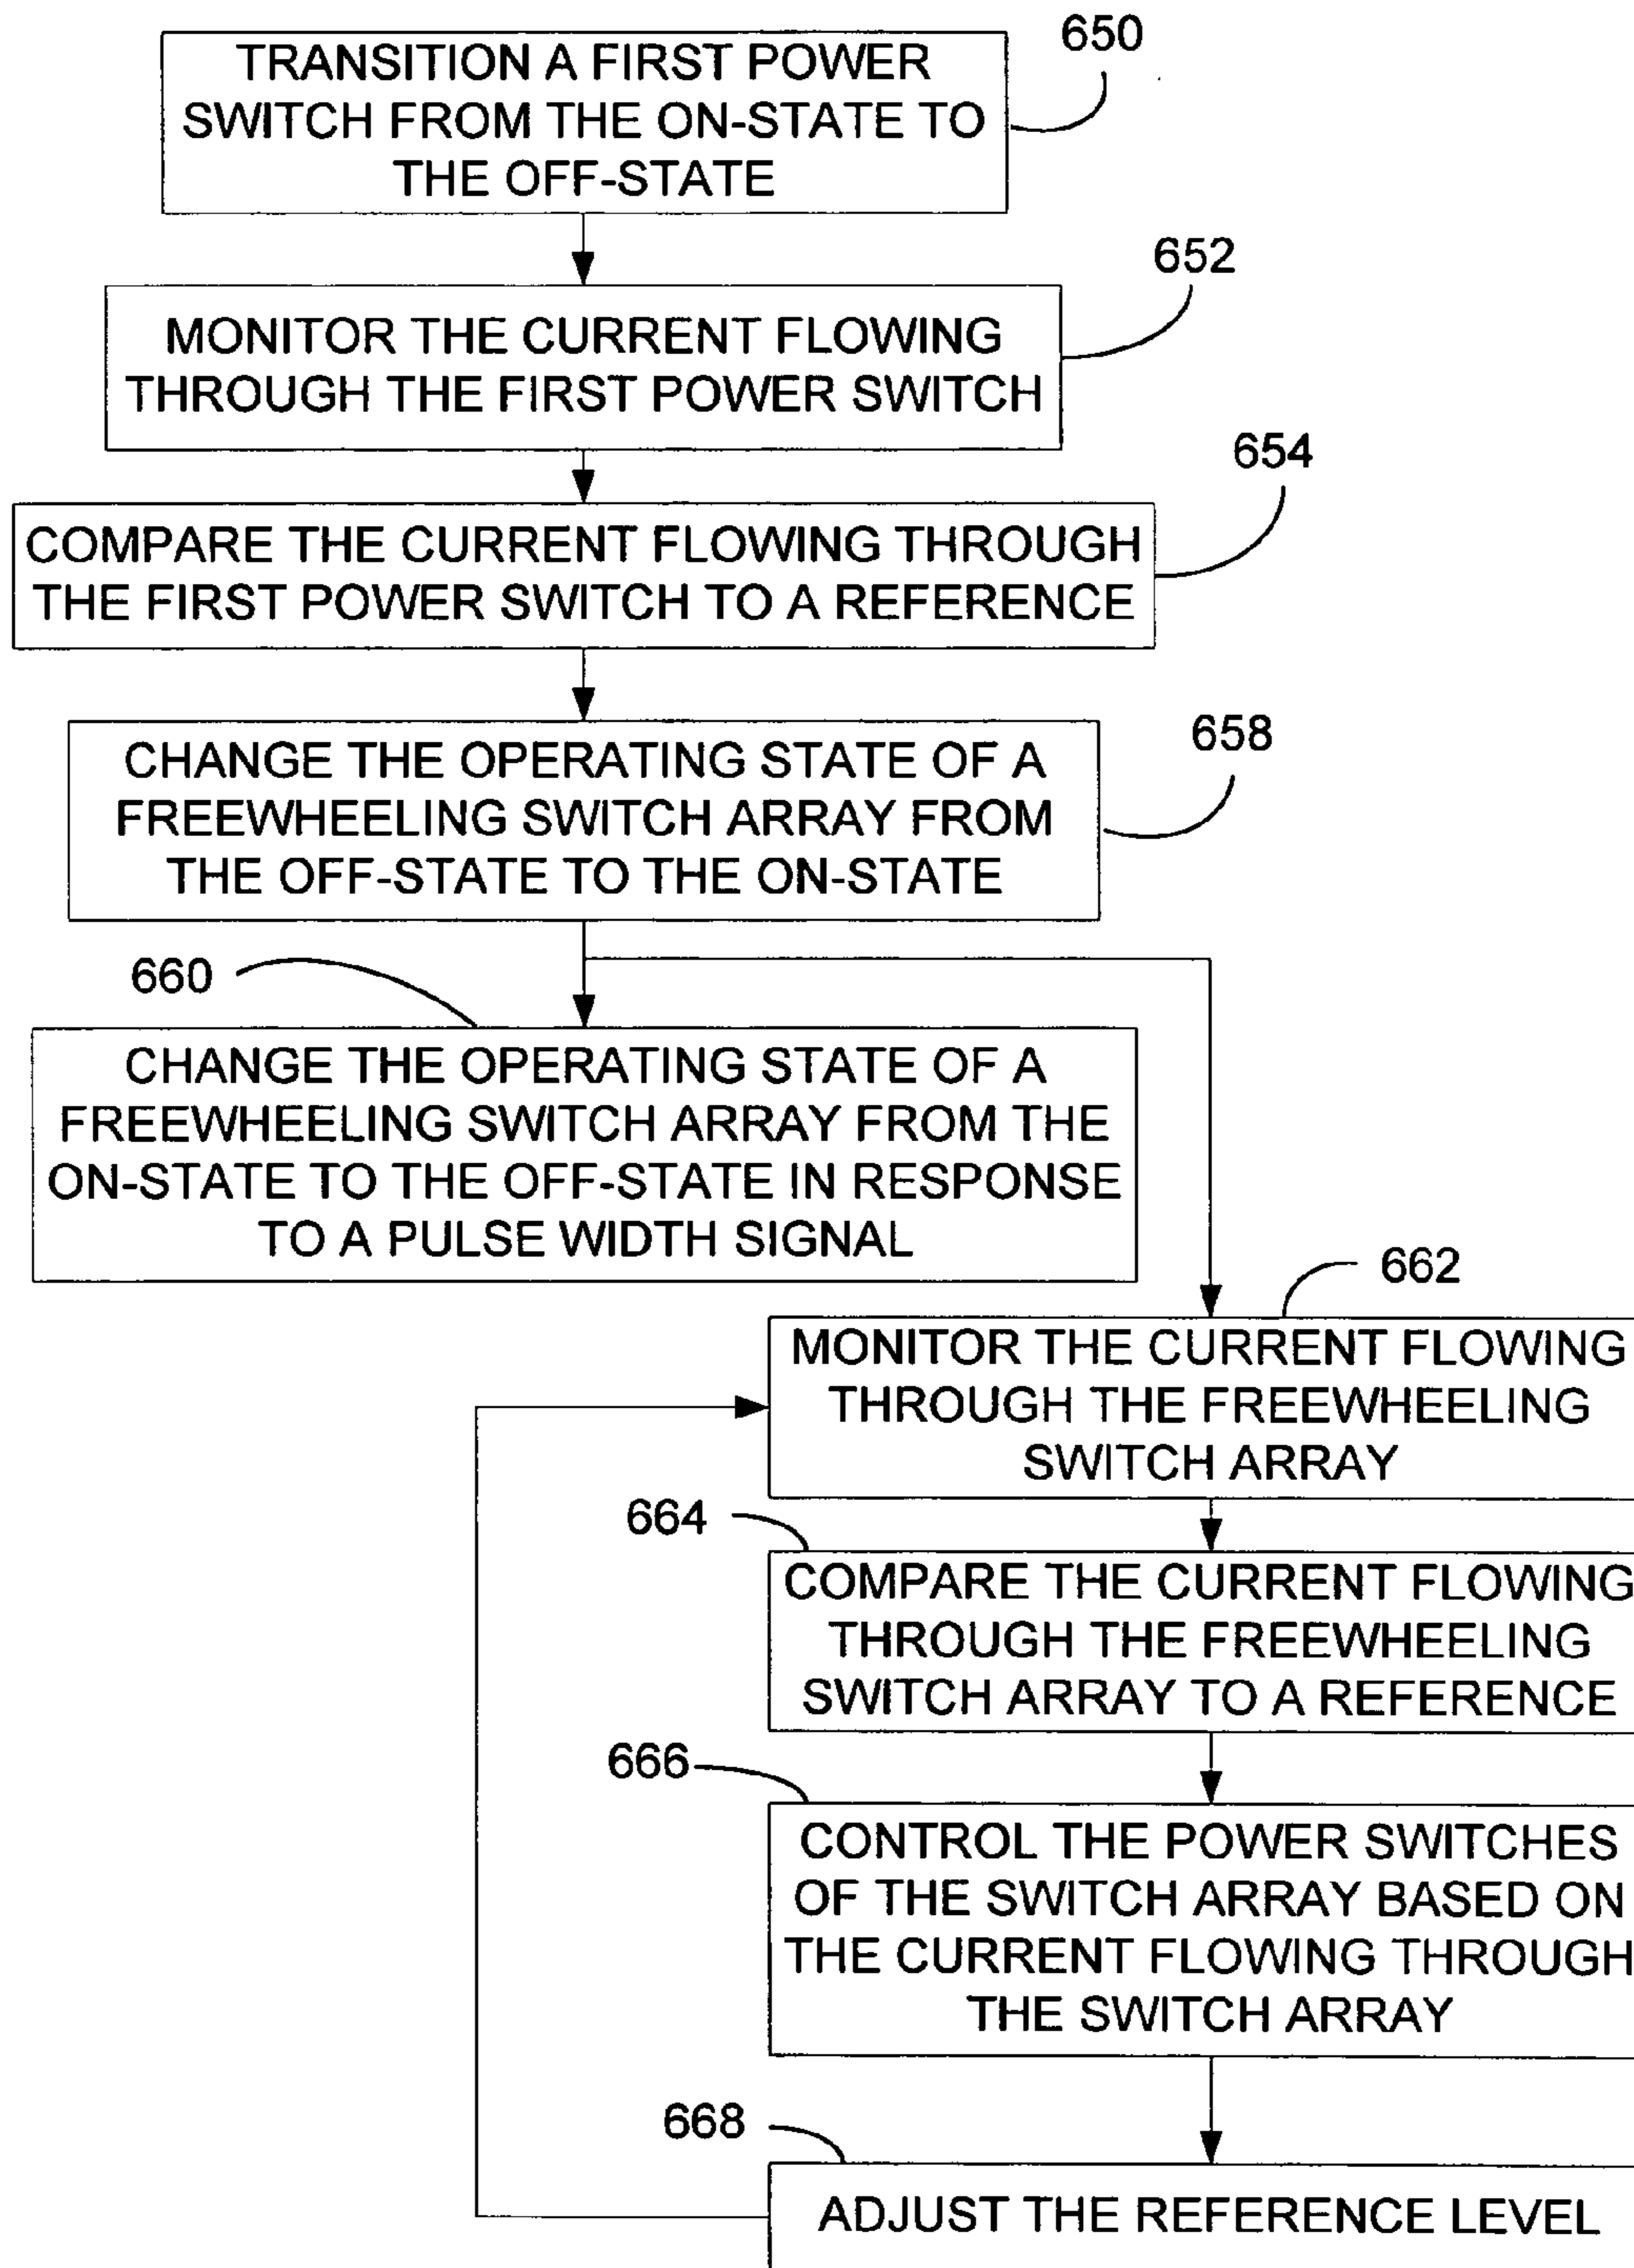 650
TRANSITION A FIRST POWER
SWITCH FROM THE ON-STATE TO
THE OFF-STATE
652
MONITOR THE CURRENT FLOWING
THROUGH THE FIRST POWER SWITCH
654
COMPARE THE CURRENT FLOWING THROUGH
THE FIRST POWER SWITCH TO A REFERENCE
658
CHANGE THE OPERATING STATE OF A
FREEWHEELING SWITCH ARRAY FROM
THE OFF-STATE TO THE ON-STATE
660
CHANGE THE OPERATING STATE OF A
FREEWHEELING SWITCH ARRAY FROM THE
ON-STATE TO THE OFF-STATE IN RESPONSE
TO A PULSE WIDTH SIGNAL
662
MONITOR THE CURRENT FLOWING
THROUGH THE FREEWHEELING
SWITCH ARRAY
664
COMPARE THE CURRENT FLOWING
THROUGH THE FREEWHEELING
SWITCH ARRAY TO A REFERENCE
666
CONTROL THE POWER SWITCHES
OF THE SWITCH ARRAY BASED ON
THE CURRENT FLOWING THROUGH
THE SWITCH ARRAY
668
ADJUST THE REFERENCE LEVEL